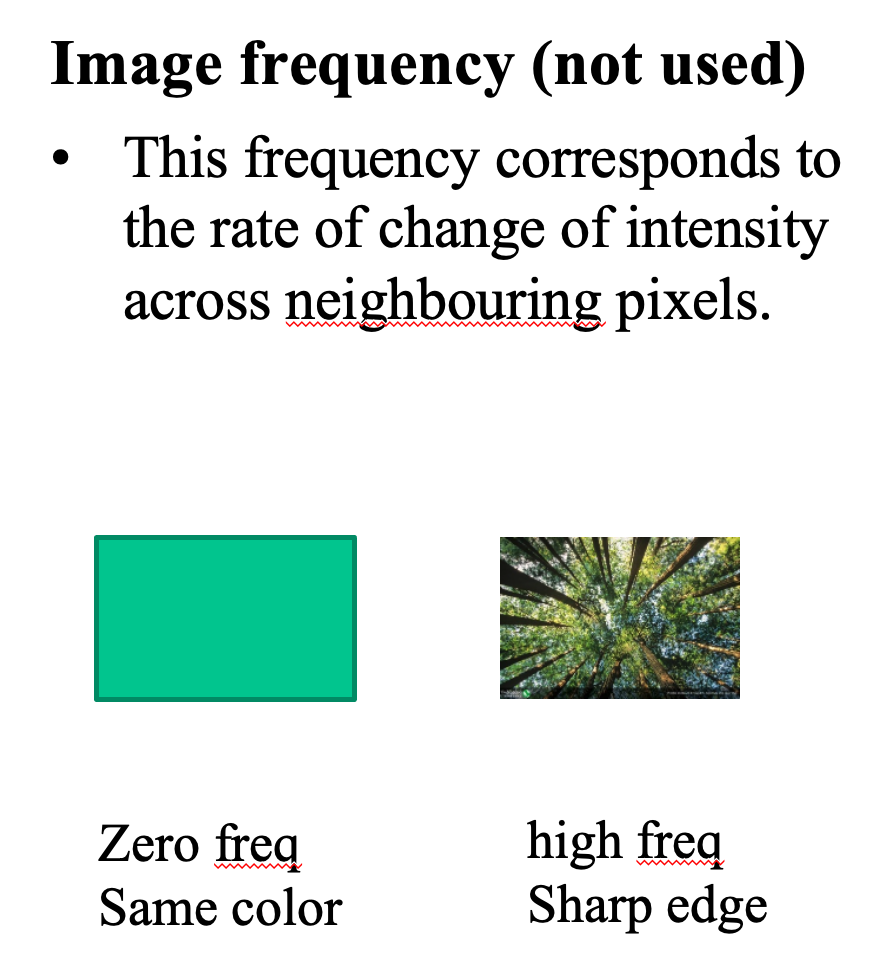 Image frequency (not used)
• This frequency corresponds to
the rate of change of intensity
across neighbouring pixels.
Zero freq
Same color
high freq
Sharp edge